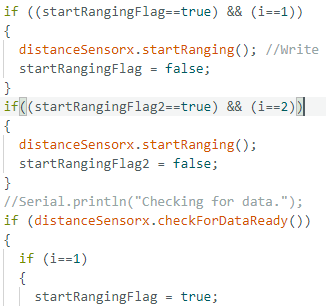 if ((startRangingFlag==true) && (i==1))
{
distanceSensorx.startRanging(); //Write
startRangingFlag = false;
}
if((startRangingFlag2==true) && (i==2))
{
distanceSensorx.startRanging();
startRangingFlag2 = false;
}
//Serial.println("Checking for data.");
if (distanceSensorx.checkForDataReady())
{
if (i==1)
{
startRangingFlag = true;